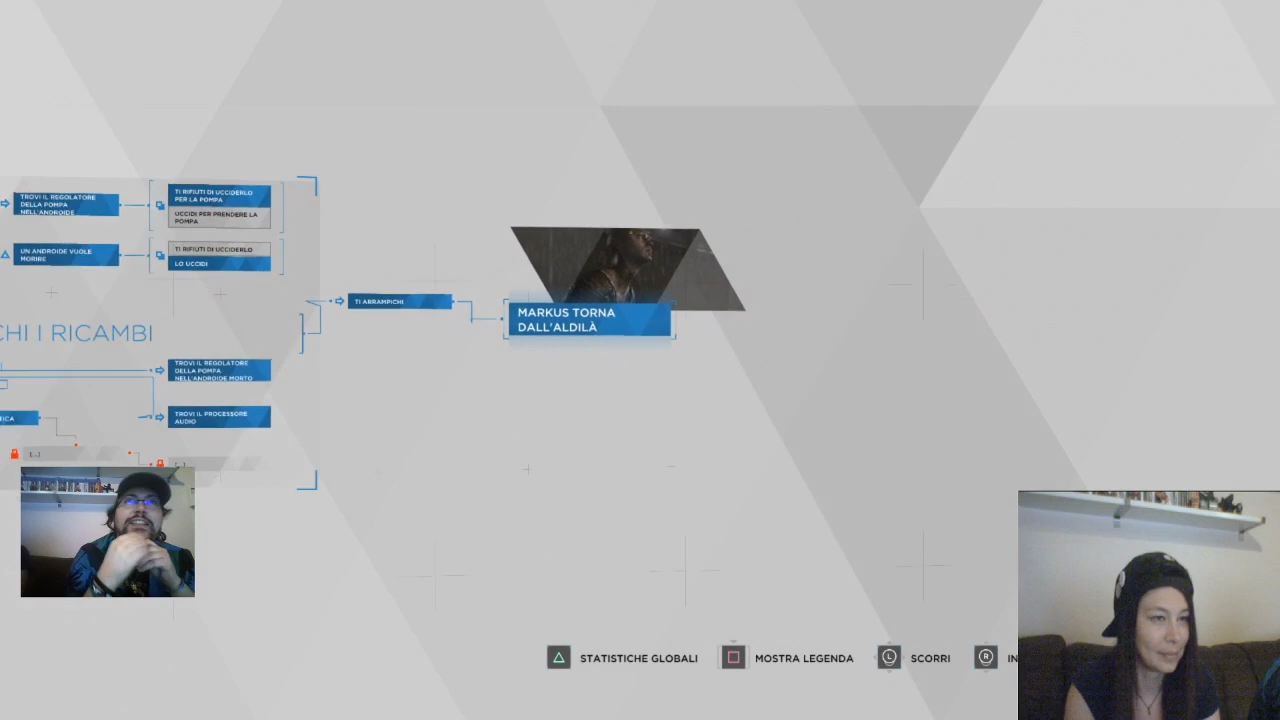 TROVI IL REGOLATORE
DELLA POMPA
NELL'ANDROIDE
TI RIFIUTI DI UCCIDERLO
PER LA POMPA
UCCIDI PER PRENDERE LA
POMPA
UN ANDROIDE VUOLE
MORIRE
TI RIFIUTI DI UCCIDERLO
LO UCCIDI
TI ARRAMPICHI
MARKUS TORNA
DALL'ALDILÀ
CHI I RICAMBI
TROVI IL REGOLATORE
DELLA POMPA
NELL'ANDROIDE MORTO
TROVI IL PROCESSORE
AUDIO
[...]
STATISTICHE GLOBALI
MOSTRA LEGENDA
L
SCORRI
R
IN